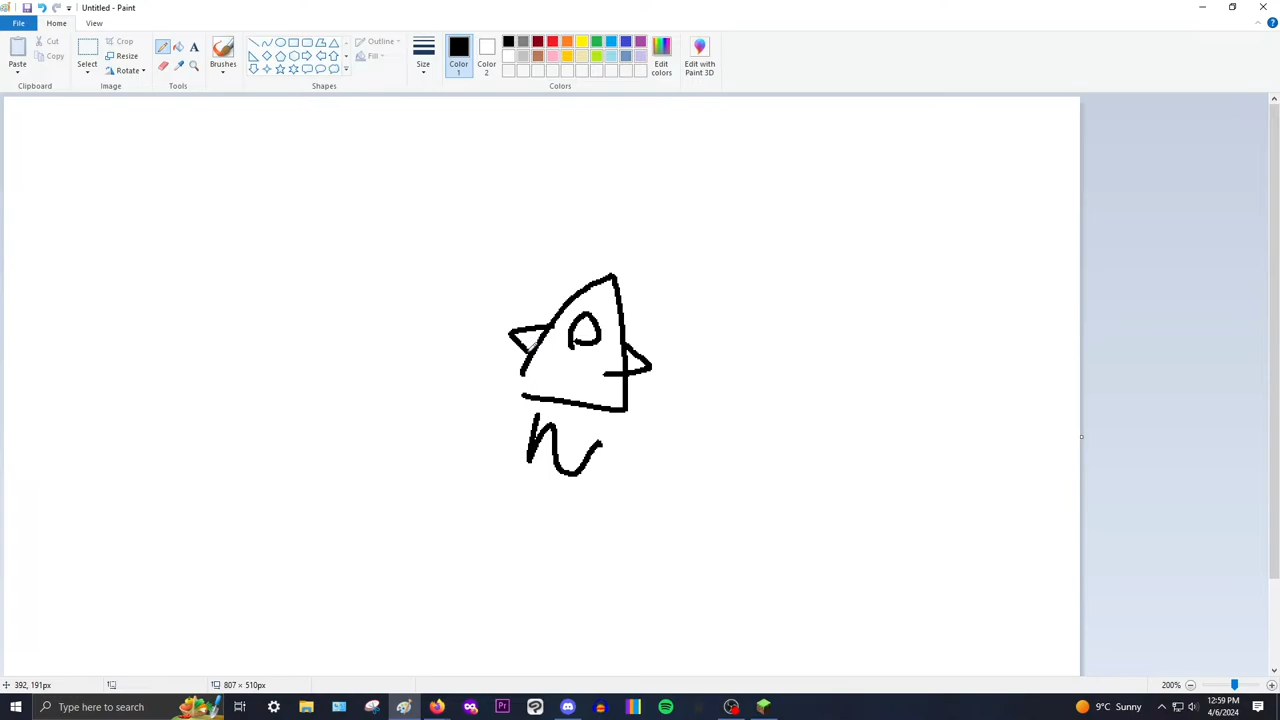 Untitled - Paint
File
Home
View
Paste
Cut
Copy
Clipboard
Select
Crop
Resize
Rotate
Image
Tools
Brushes
Shapes
Outline
Fill
Size
Color 1
Color 2
Colors
Edit colors
Edit with Paint 3D
392, 191px
807 × 510px
200%
Type here to search
9°C Sunny
12:59 PM
4/6/2024